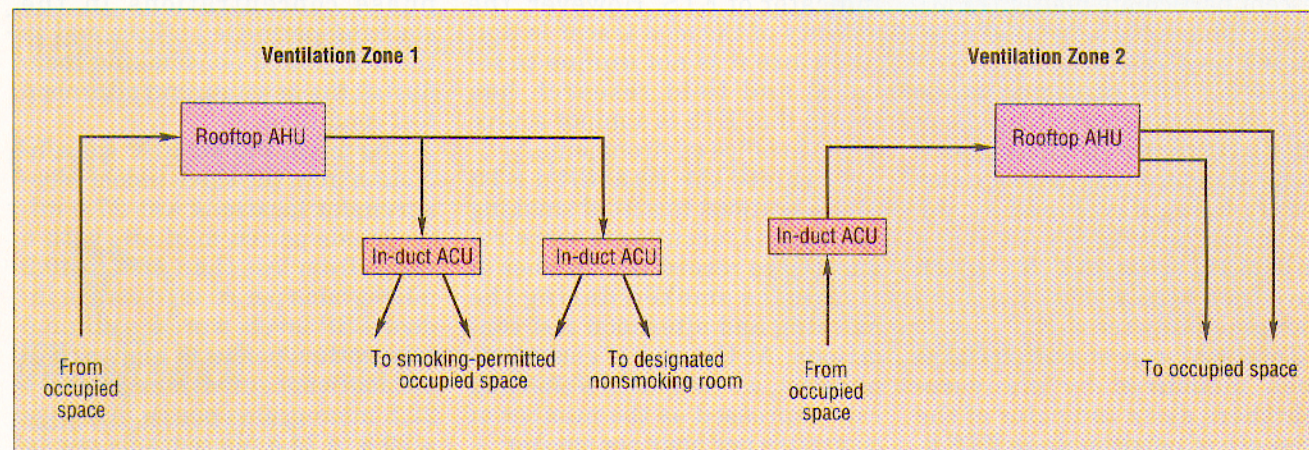 Ventilation Zone 1
Rooftop AHU
In-duct ACU
In-duct ACU
From
occupied
space
To smoking-permitted
occupied space
To designated
nonsmoking room
Ventilation Zone 2
Rooftop AHU
In-duct ACU
From
occupied
space
To occupied space